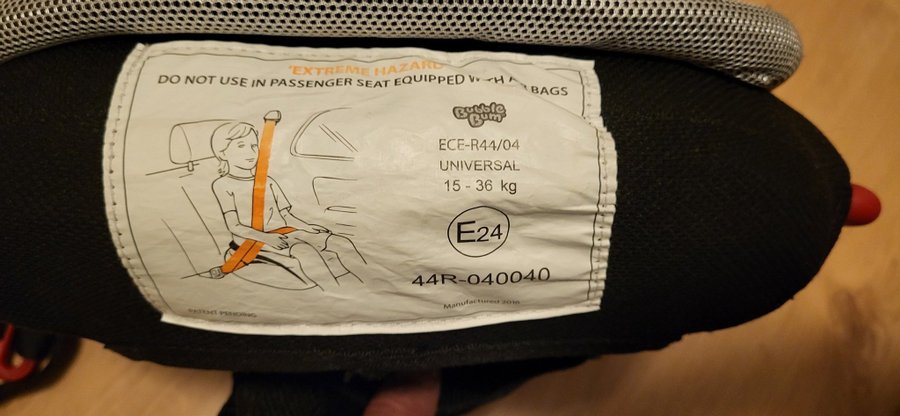 'EXTREME HAZARD
DO NOT USE IN PASSENGER SEAT EQUIPPED WITH BAGS
Bubble
Bum
ECE-R44/04
UNIVERSAL
15 - 36 kg
E24
44R-040040
Manufactured 2016
PATENT PENDING